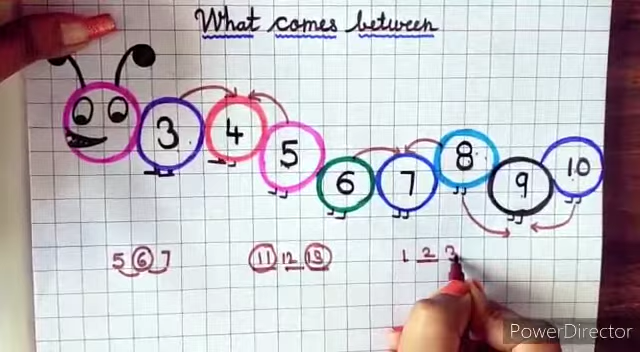 What comes between
3 4 5 6 7 8 9 10
5 6 7 11 12 13 1 2 3
PowerDirector